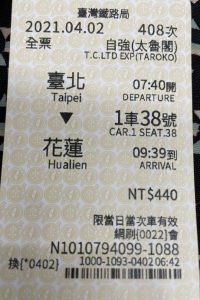 臺灣鐵路局
2021.04.02 408次
全票 自強(太魯閣)
T.C.LTD EXP(TAROKO)
臺北 07:40開
Taipei DEPARTURE
▼ 1車38號
CAR.1 SEAT.38
花蓮 09:39到
Hualien ARRIVAL
NT$440
限當日當次車有效
網刷{0022}會
N1010794099-1088
換{*0402} 1000-1093-0402 06:42